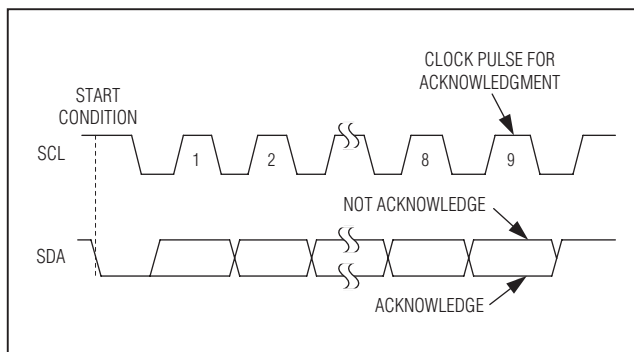 CLOCK PULSE FOR
ACKNOWLEDGMENT
START
CONDITION
SCL
1 2 8 9
NOT ACKNOWLEDGE
SDA
ACKNOWLEDGE